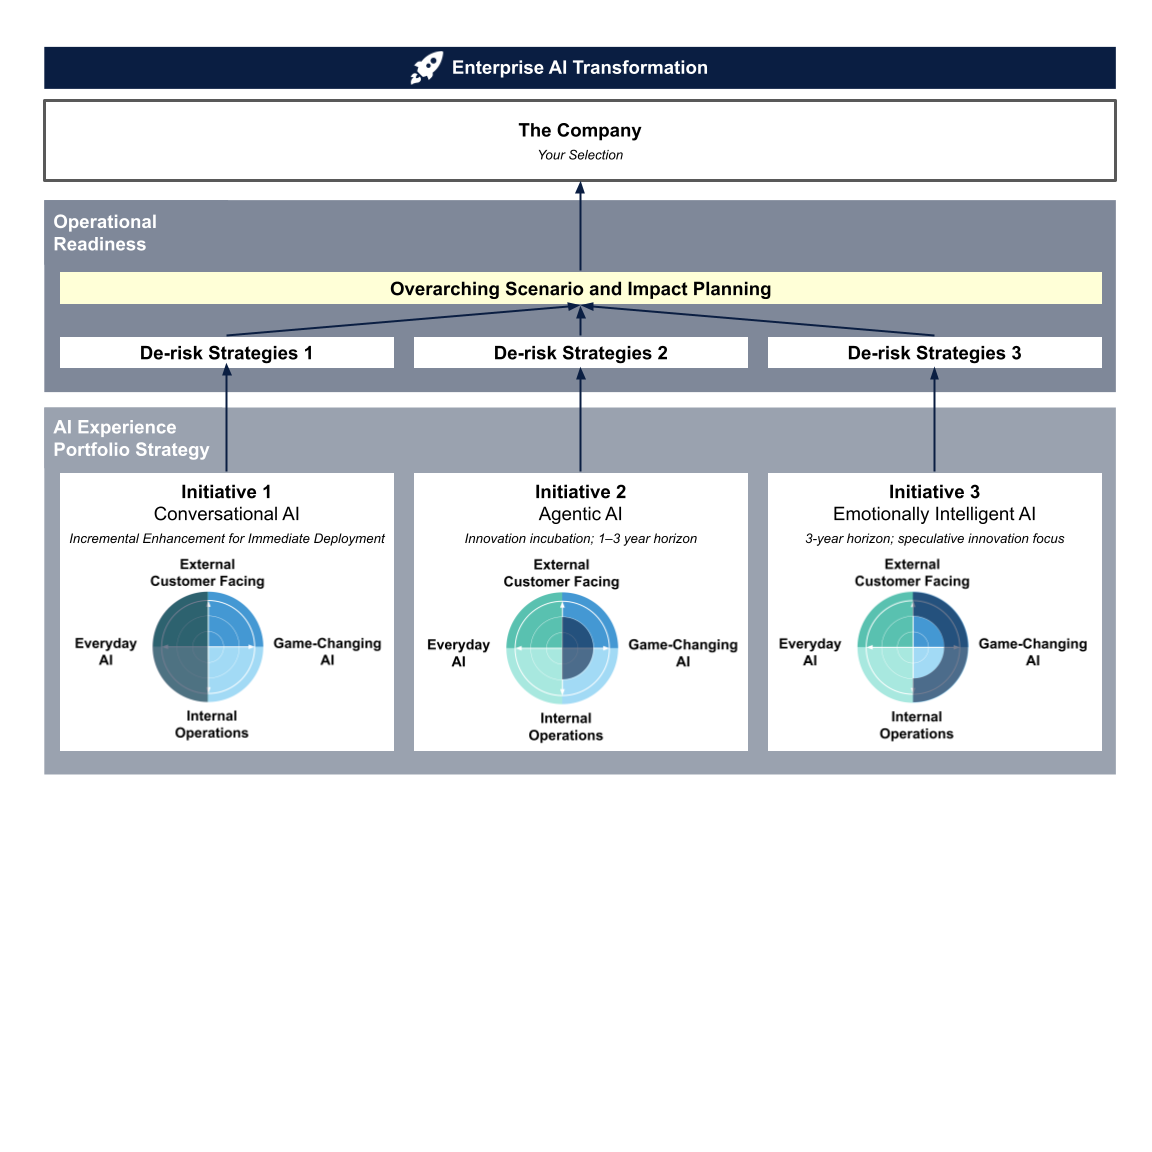 Enterprise AI Transformation
The Company
Your Selection
Operational
Readiness
Overarching Scenario and Impact Planning
De-risk Strategies 1
De-risk Strategies 2
De-risk Strategies 3
AI Experience
Portfolio Strategy
Initiative 1
Conversational AI
Incremental Enhancement for Immediate Deployment
External
Customer Facing
Everyday
AI
Game-Changing
AI
Internal
Operations
Initiative 2
Agentic AI
Innovation incubation; 1–3 year horizon
External
Customer Facing
Everyday
AI
Game-Changing
AI
Internal
Operations
Initiative 3
Emotionally Intelligent AI
3-year horizon; speculative innovation focus
External
Customer Facing
Everyday
AI
Game-Changing
AI
Internal
Operations